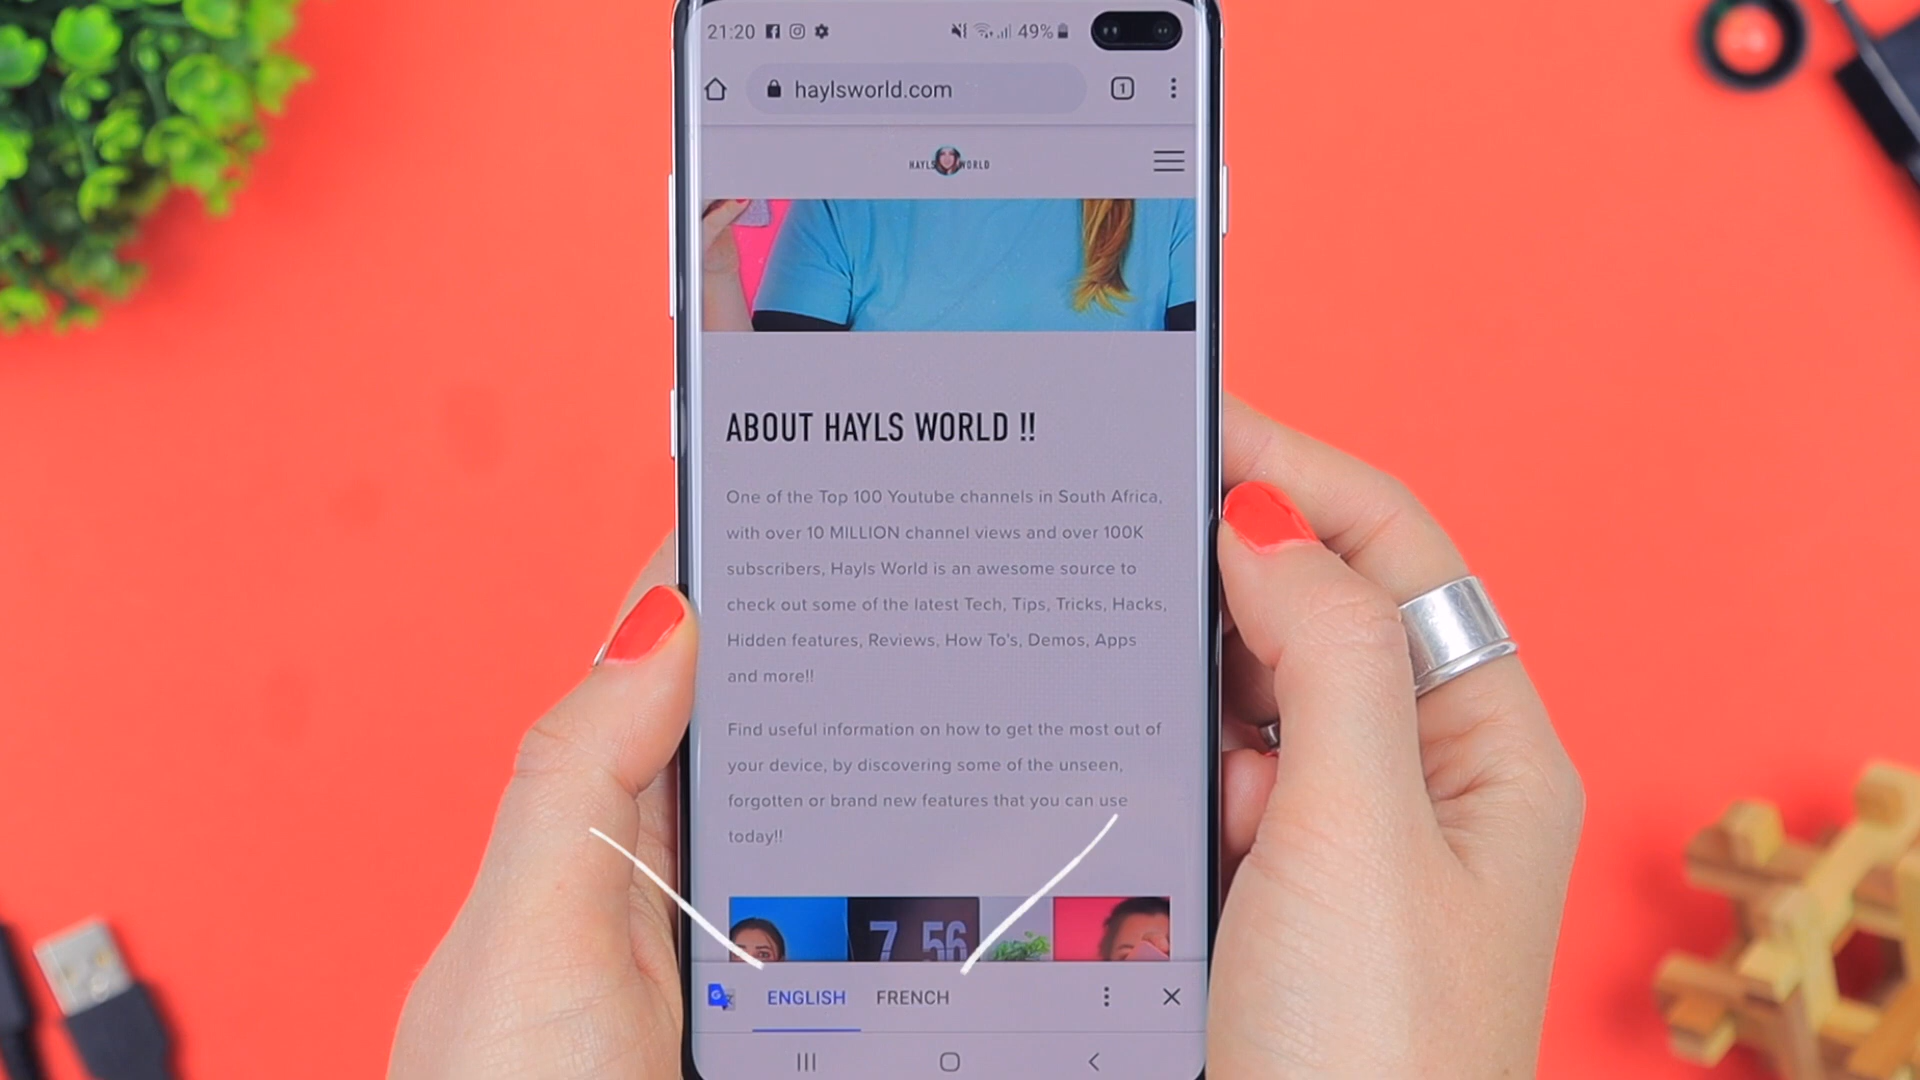 21:20 49%
haylsworld.com 1
HAYLS WORLD
ABOUT HAYLS WORLD !!
One of the Top 100 Youtube channels in South Africa,
with over 10 MILLION channel views and over 100K
subscribers, Hayls World is an awesome source to
check out some of the latest Tech, Tips, Tricks, Hacks,
Hidden features, Reviews, How To's, Demos, Apps
and more!!
Find useful information on how to get the most out of
your device, by discovering some of the unseen,
forgotten or brand new features that you can use
today!!
7 56
ENGLISH FRENCH